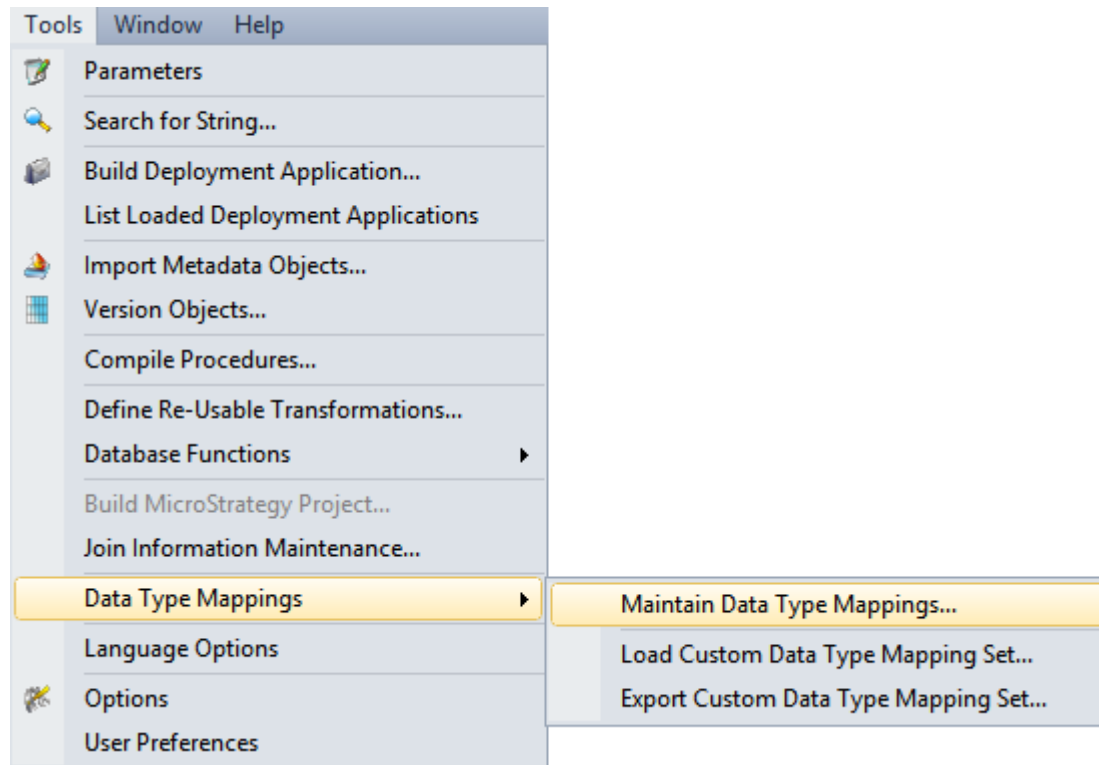 Tools Window Help
Parameters
Search for String...
Build Deployment Application...
List Loaded Deployment Applications
Import Metadata Objects...
Version Objects...
Compile Procedures...
Define Re-Usable Transformations...
Database Functions
Build MicroStrategy Project...
Join Information Maintenance...
Data Type Mappings
Maintain Data Type Mappings...
Load Custom Data Type Mapping Set...
Export Custom Data Type Mapping Set...
Language Options
Options
User Preferences